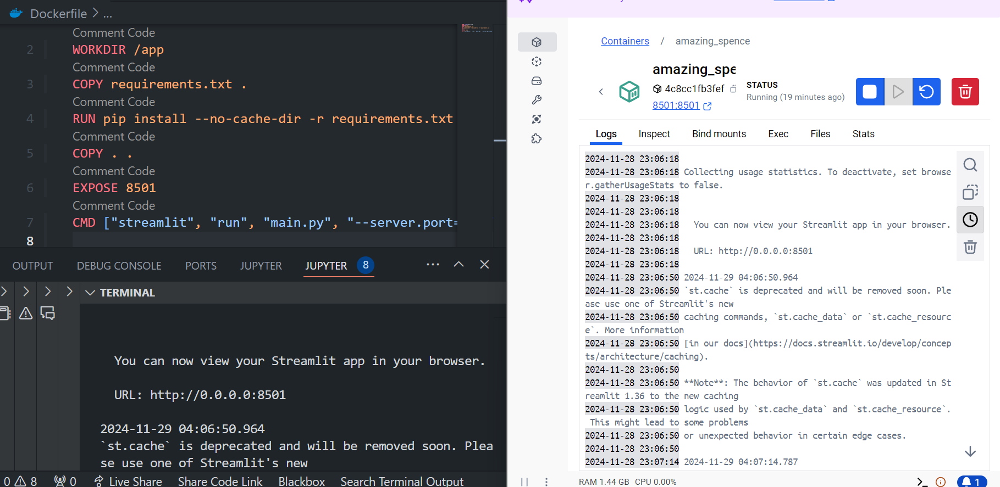 Dockerfile > ...
Comment Code
2 WORKDIR /app
Comment Code
3 COPY requirements.txt .
Comment Code
4 RUN pip install --no-cache-dir -r requirements.txt
Comment Code
5 COPY . .
Comment Code
6 EXPOSE 8501
Comment Code
7 CMD ["streamlit", "run", "main.py", "--server.port=
8
OUTPUT DEBUG CONSOLE PORTS JUPYTER JUPYTER 8 ...
TERMINAL
You can now view your Streamlit app in your browser.
URL: http://0.0.0.0:8501
2024-11-29 04:06:50.964
`st.cache` is deprecated and will be removed soon. Plea
se use one of Streamlit's new
0 8 0 Live Share Share Code Link Blackbox Search Terminal Output
Containers / amazing_spence
amazing_spe
4c8cc1fb3fef
8501:8501
STATUS
Running (19 minutes ago)
Logs Inspect Bind mounts Exec Files Stats
2024-11-28 23:06:18
2024-11-28 23:06:18 Collecting usage statistics. To deactivate, set browse
r.gatherUsageStats to false.
2024-11-28 23:06:18
2024-11-28 23:06:18
2024-11-28 23:06:18 You can now view your Streamlit app in your browser.
2024-11-28 23:06:18
2024-11-28 23:06:18 URL: http://0.0.0.0:8501
2024-11-28 23:06:18
2024-11-28 23:06:50 2024-11-29 04:06:50.964
2024-11-28 23:06:50 `st.cache` is deprecated and will be removed soon. Ple
ase use one of Streamlit's new
2024-11-28 23:06:50 caching commands, `st.cache_data` or `st.cache_resourc
e`. More information
2024-11-28 23:06:50 [in our docs](https://docs.streamlit.io/develop/concep
ts/architecture/caching).
2024-11-28 23:06:50
2024-11-28 23:06:50 **Note**: The behavior of `st.cache` was updated in St
reamlit 1.36 to the new caching
2024-11-28 23:06:50 logic used by `st.cache_data` and `st.cache_resource`.
This might lead to some problems
2024-11-28 23:06:50 or unexpected behavior in certain edge cases.
2024-11-28 23:06:50
2024-11-28 23:07:14 2024-11-29 04:07:14.787
RAM 1.44 GB CPU 0.00% 1